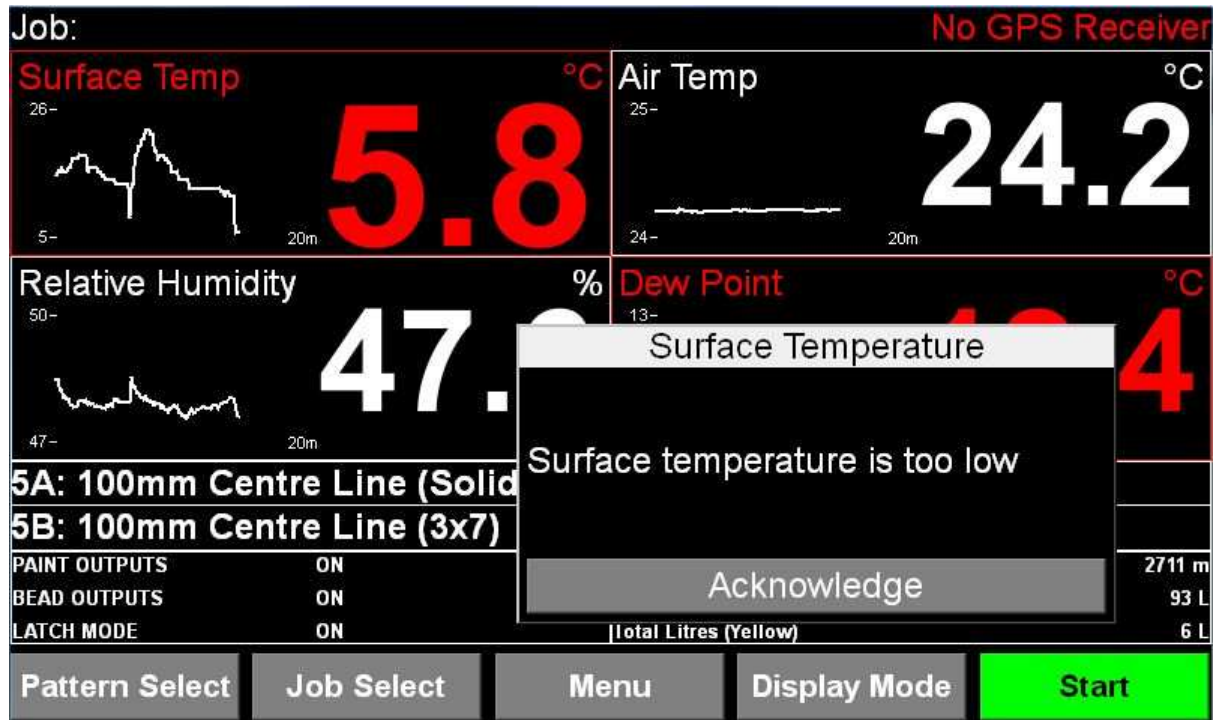 Job:
No GPS Receiver
Surface Temp °C
26-
5.8
5-
20m
Air Temp °C
25-
24.2
24-
20m
Relative Humidity %
50-
47.
47-
20m
Dew Point °C
13-
4
Surface Temperature
Surface temperature is too low
Acknowledge
5A: 100mm Centre Line (Solid
5B: 100mm Centre Line (3x7)
PAINT OUTPUTS ON
2711 m
BEAD OUTPUTS ON
93 L
LATCH MODE ON
Total Litres (Yellow) 6 L
Pattern Select
Job Select
Menu
Display Mode
Start